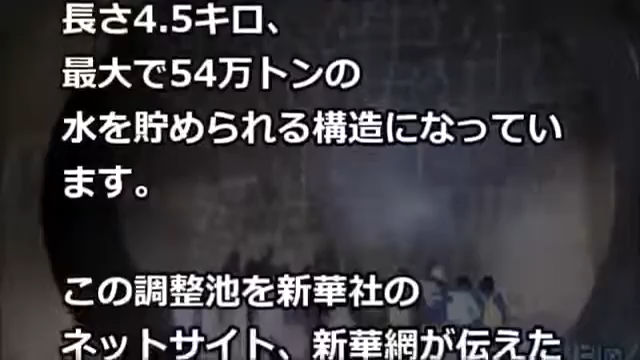 長さ4.5キロ、
最大で54万トンの
水を貯められる構造になってい
ます。
この調整池を新華社の
ネットサイト、新華網が伝えた